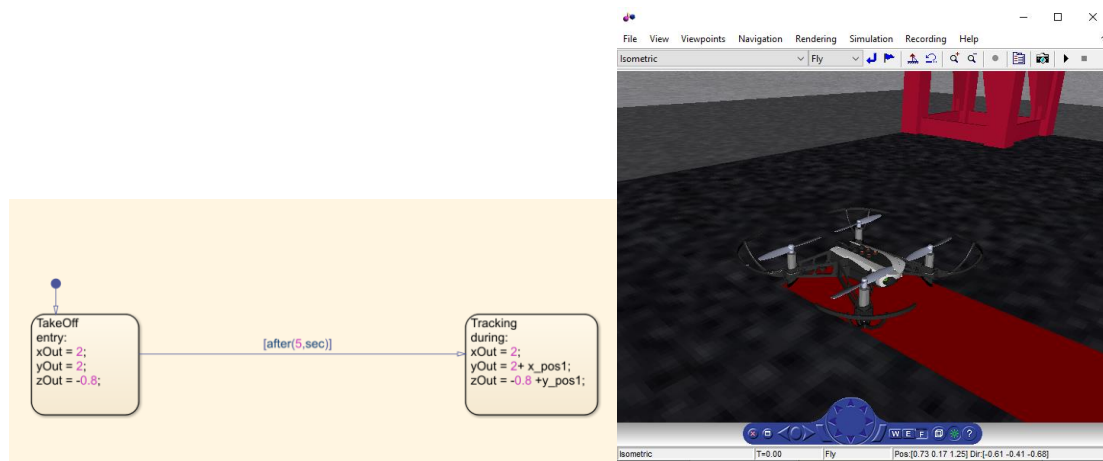 TakeOff
entry:
xOut = 2;
yOut = 2;
zOut = -0.8;
[after(5,sec)]
Tracking
during:
xOut = 2;
yOut = 2+ x_pos1;
zOut = -0.8 +y_pos1;
File View Viewpoints Navigation Rendering Simulation Recording Help
Isometric Fly
W E F ?
Isometric T=0.00 Fly Pos:[0.73 0.17 1.25] Dir:[-0.61 -0.41 -0.68]